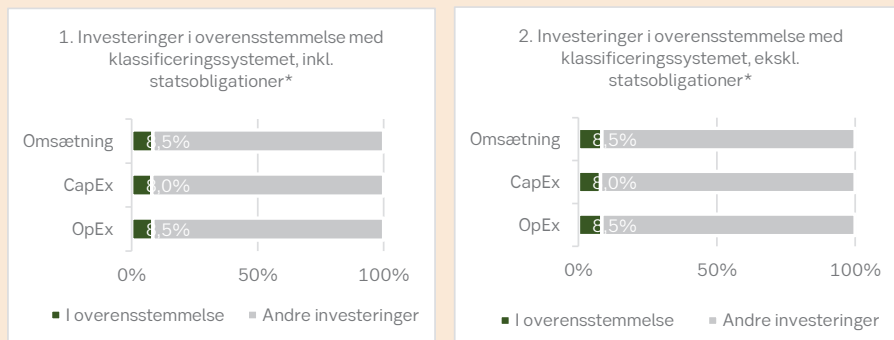 1. Investeringer i overensstemmelse med
klassificeringssystemet, inkl.
statsobligationer*
Omsætning
8,5%
CapEx
8,0%
OpEx
8,5%
0%
50%
100%
I overensstemmelse
Andre investeringer
2. Investeringer i overensstemmelse med
klassificeringssystemet, ekskl.
statsobligationer*
Omsætning
8,5%
CapEx
8,0%
OpEx
8,5%
0%
50%
100%
I overensstemmelse
Andre investeringer